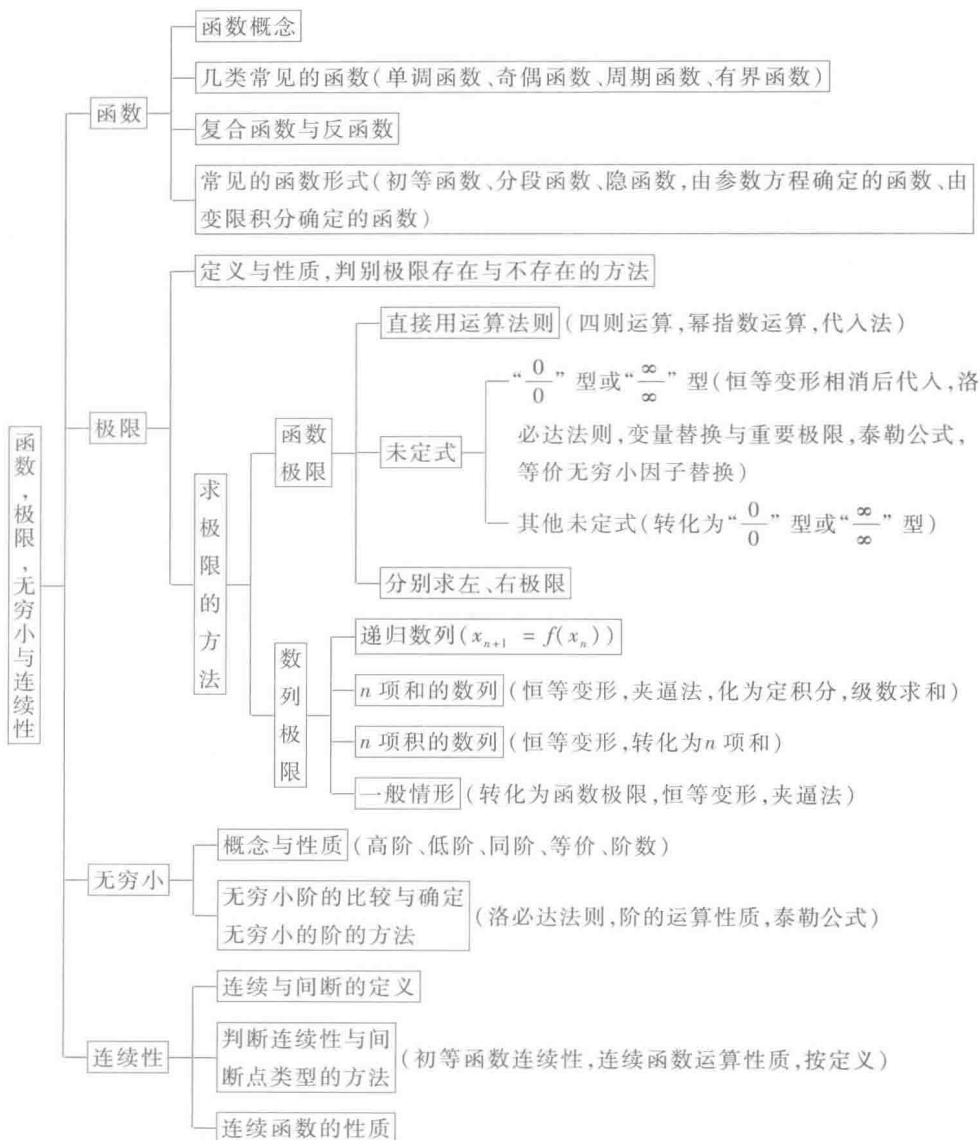 函数概念
几类常见的函数(单调函数、奇偶函数、周期函数、有界函数)
函数
复合函数与反函数
常见的函数形式(初等函数、分段函数、隐函数,由参数方程确定的函数、由
变限积分确定的函数)
定义与性质,判别极限存在与不存在的方法
直接用运算法则(四则运算,幂指数运算,代入法)
“0/0”型或“∞/∞”型(恒等变形相消后代入,洛
必达法则,变量替换与重要极限,泰勒公式,
等价无穷小因子替换)
极限
函数极限
未定式
其他未定式(转化为“0/0”型或“∞/∞”型)
求极限的方法
分别求左、右极限
函数,极限,无穷小与连续性
递归数列(xₙ₊₁ = f(xₙ))
数列极限
n 项和的数列(恒等变形,夹逼法,化为定积分,级数求和)
n 项积的数列(恒等变形,转化为n 项和)
一般情形(转化为函数极限,恒等变形,夹逼法)
概念与性质(高阶、低阶、同阶、等价、阶数)
无穷小
无穷小阶的比较与确定
无穷小的阶的方法
(洛必达法则,阶的运算性质,泰勒公式)
连续与间断的定义
连续性
判断连续性与间
断点类型的方法
(初等函数连续性,连续函数运算性质,按定义)
连续函数的性质